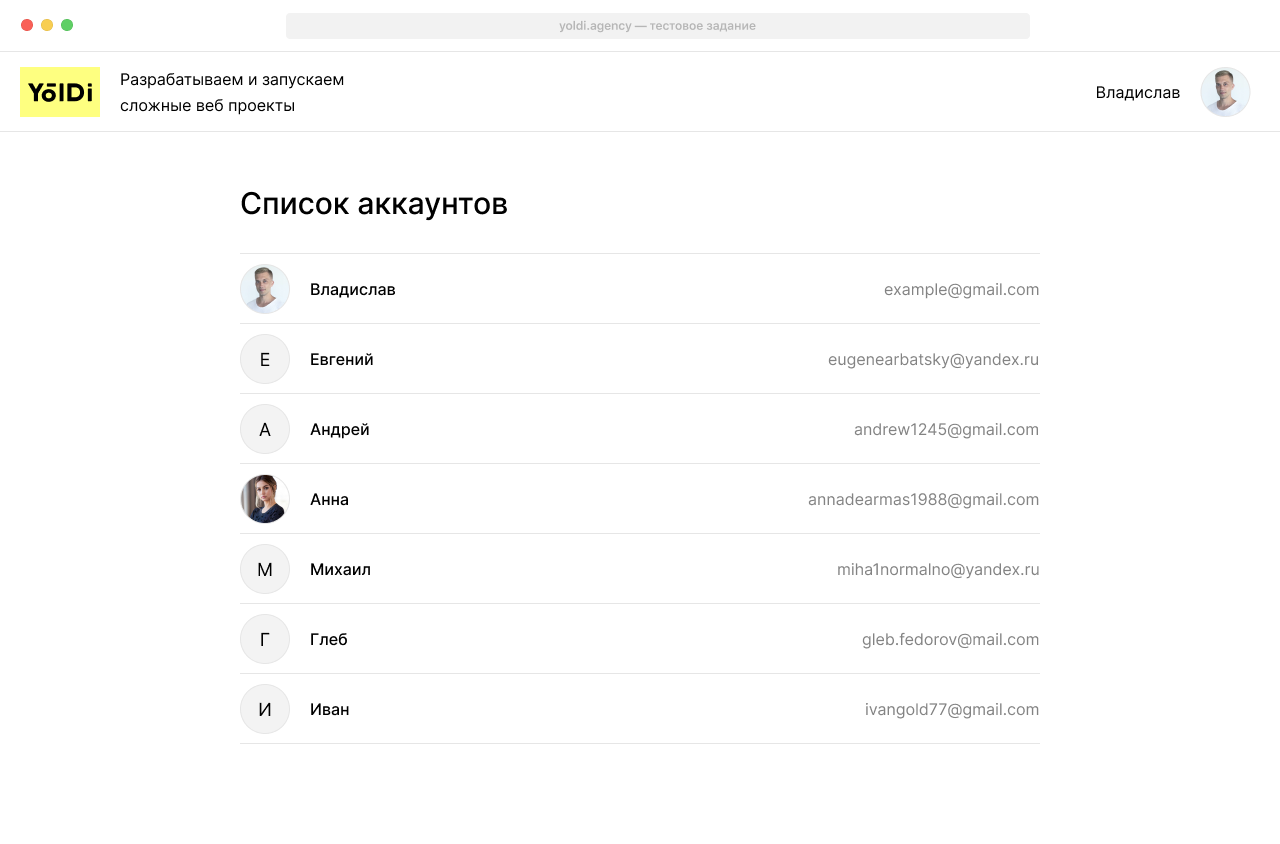 yoldi.agency — тестовое задание
YōlDi
Разрабатываем и запускаем
сложные веб проекты
Владислав
Список аккаунтов
Владислав example@gmail.com
Е Евгений eugenearbatsky@yandex.ru
А Андрей andrew1245@gmail.com
Анна annadearmas1988@gmail.com
М Михаил miha1normalno@yandex.ru
Г Глеб gleb.fedorov@mail.com
И Иван ivangold77@gmail.com